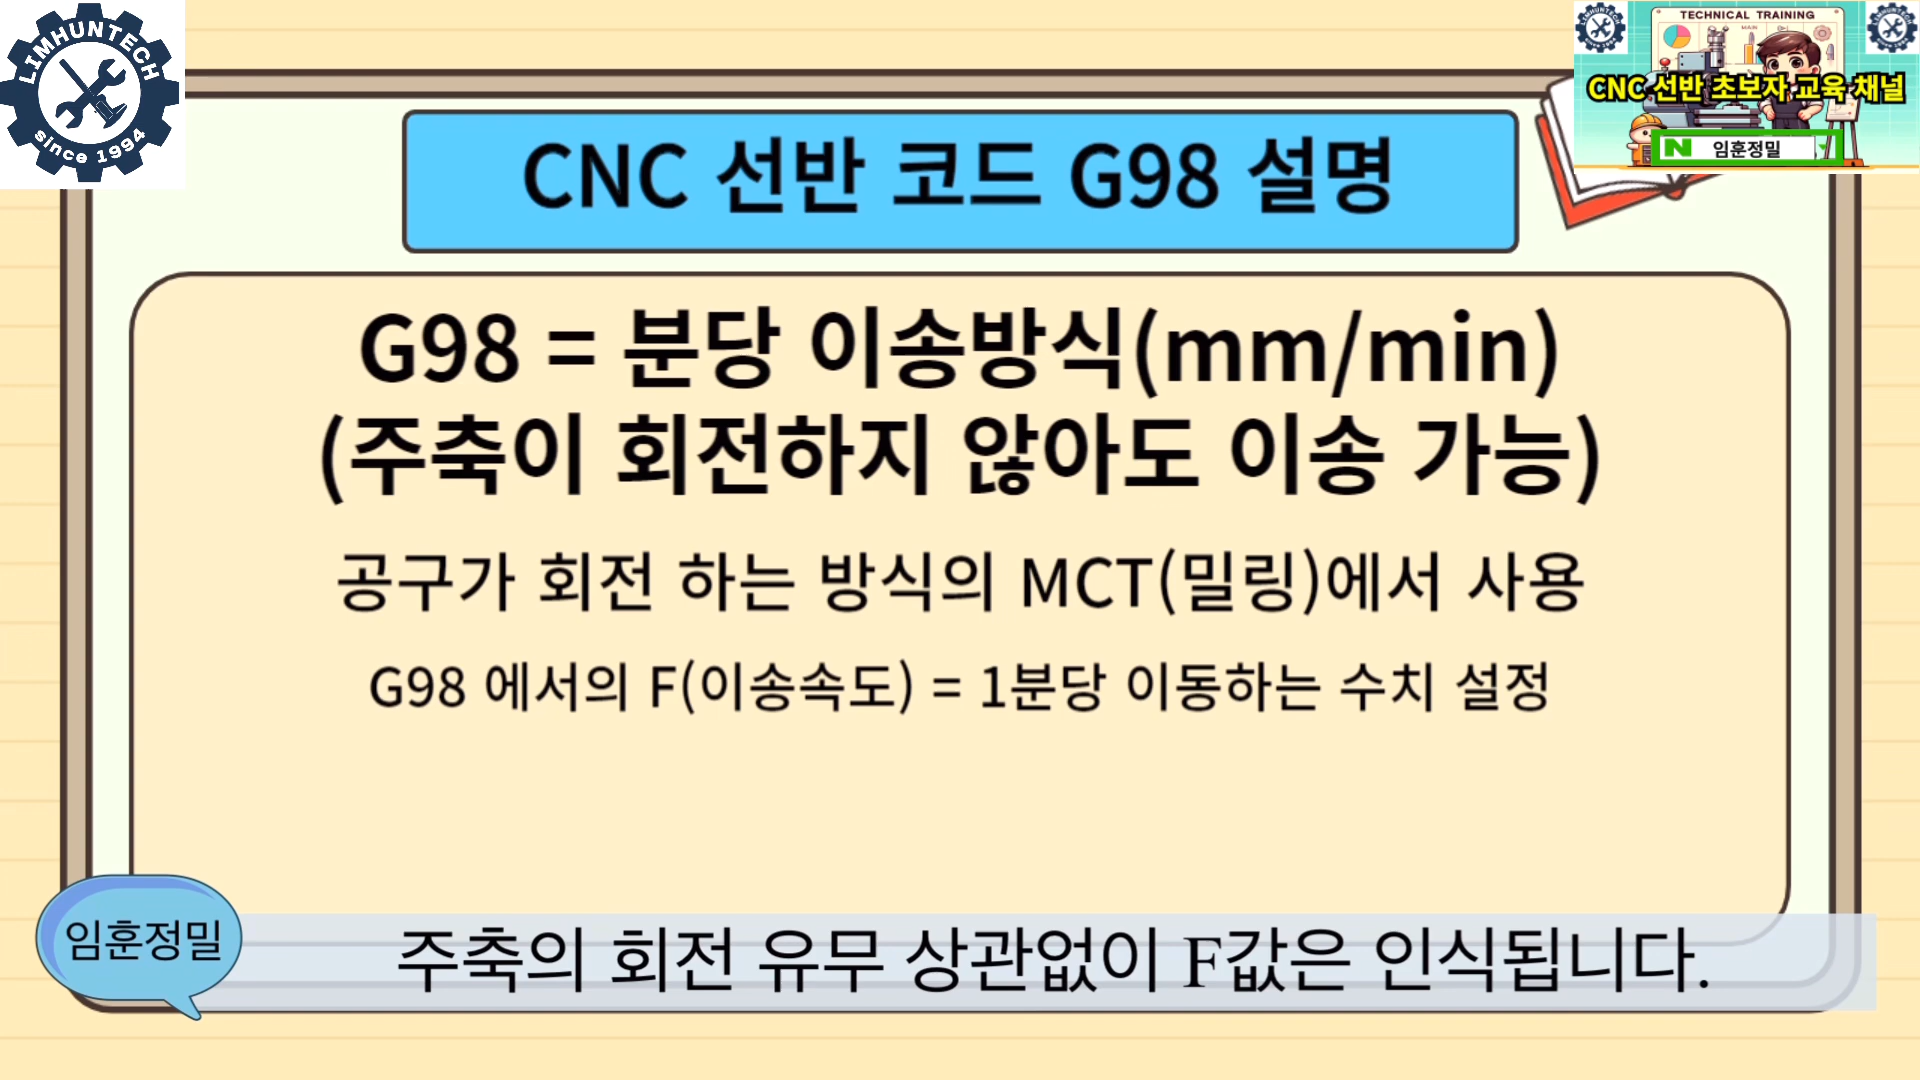 LIMHUNTECH
since 1994
TECHNICAL TRAINING
CNC 선반 초보자 교육 채널
N 임훈정밀
CNC 선반 코드 G98 설명
G98 = 분당 이송방식(mm/min)
(주축이 회전하지 않아도 이송 가능)
공구가 회전 하는 방식의 MCT(밀링)에서 사용
G98 에서의 F(이송속도) = 1분당 이동하는 수치 설정
임훈정밀
주축의 회전 유무 상관없이 F값은 인식됩니다.